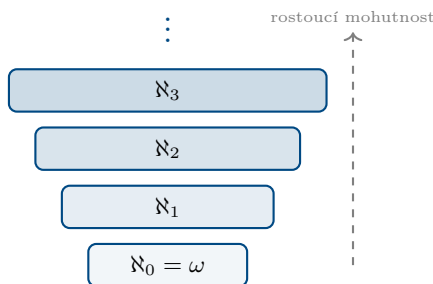 rostoucí mohutnost
⋮
ℵ₃
ℵ₂
ℵ₁
ℵ₀ = ω